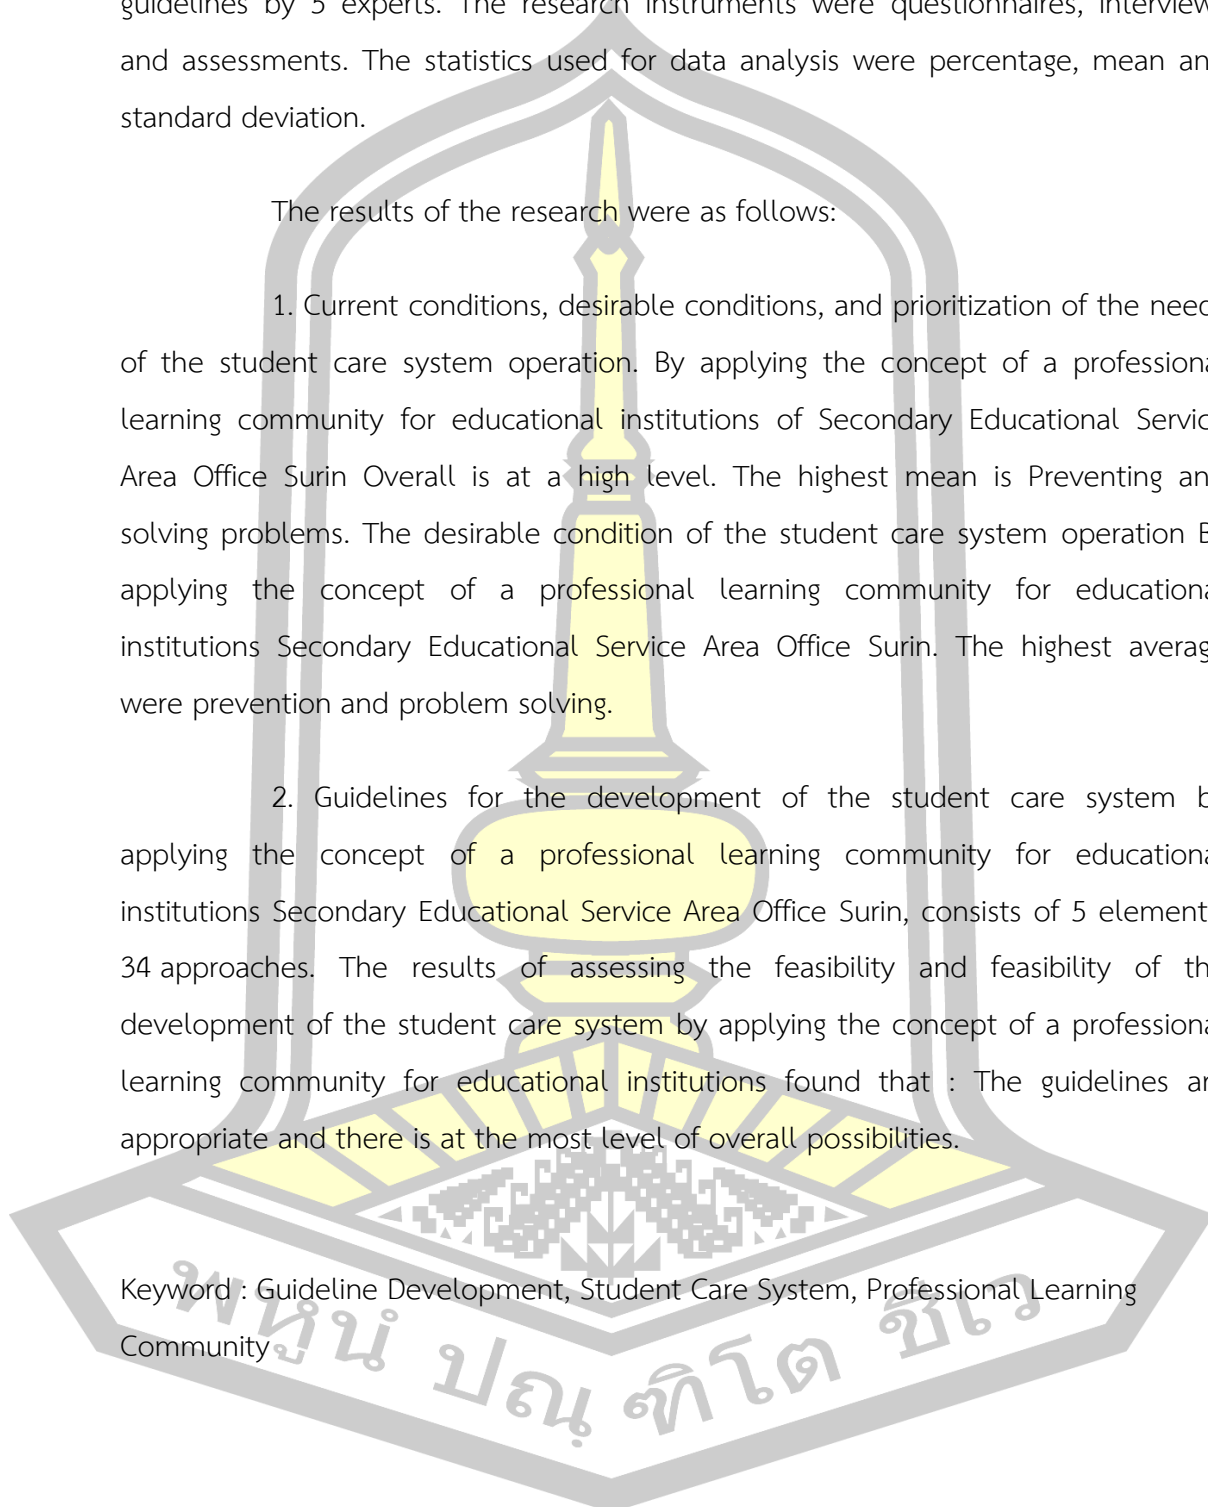 guidelines by 5 experts. The research instruments were questionnaires, interview
and assessments. The statistics used for data analysis were percentage, mean an
standard deviation.
The results of the research were as follows:
1. Current conditions, desirable conditions, and prioritization of the need
of the student care system operation. By applying the concept of a professiona
learning community for educational institutions of Secondary Educational Servic
Area Office Surin Overall is at a high level. The highest mean is Preventing an
solving problems. The desirable condition of the student care system operation B
applying the concept of a professional learning community for educationa
institutions Secondary Educational Service Area Office Surin. The highest averag
were prevention and problem solving.
2. Guidelines for the development of the student care system b
applying the concept of a professional learning community for educationa
institutions Secondary Educational Service Area Office Surin, consists of 5 element
34 approaches. The results of assessing the feasibility and feasibility of th
development of the student care system by applying the concept of a professiona
learning community for educational institutions found that : The guidelines ar
appropriate and there is at the most level of overall possibilities.
Keyword : Guideline Development, Student Care System, Professional Learning
Community
พหูนํ ปณฺฑิโต ชีเว